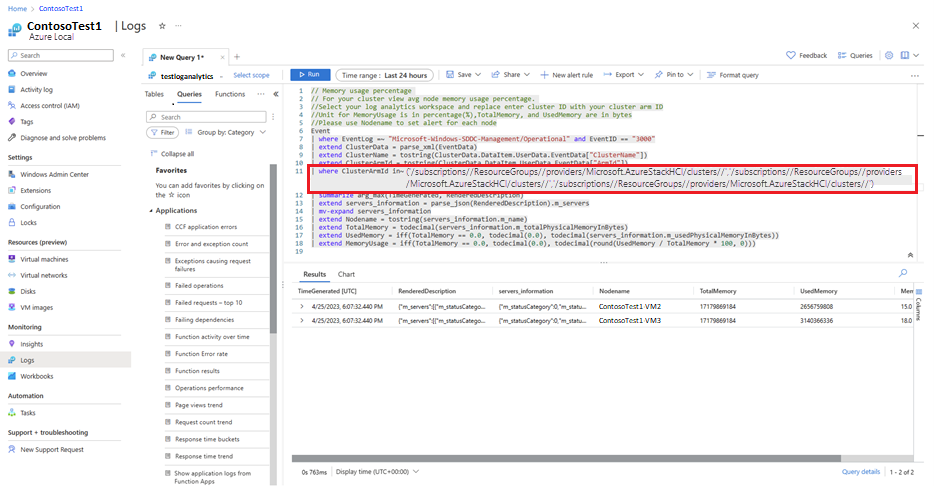 Home > ContosoTest1
ContosoTest1 | Logs
Azure Local
Search
Overview
Activity log
Access control (IAM)
Tags
Diagnose and solve problems
Settings
Windows Admin Center
Extensions
Configuration
Locks
Resources (preview)
Virtual machines
Virtual networks
Disks
VM images
Monitoring
Insights
Logs
Workbooks
Automation
Tasks
Support + troubleshooting
New Support Request
New Query 1*
Feedback
Queries
testloganalytics
Select scope
Run
Time range : Last 24 hours
Save
Share
New alert rule
Export
Pin to
Format query
Tables
Queries
Functions
Search
Filter
Group by: Category
Collapse all
Favorites
You can add favorites by clicking on the ☆ icon
Applications
CCF application errors
Error and exception count
Exceptions causing request failures
Failed operations
Failed requests – top 10
Failing dependencies
Function activity over time
Function Error rate
Function results
Operations performance
Page views trend
Request count trend
Response time buckets
Response time trend
Show application logs from Function Apps
1 // Memory usage percentage
2 // For your cluster view avg node memory usage percentage.
3 //Select your log analytics workspace and replace enter cluster ID with your cluster arm ID
4 //Unit for MemoryUsage is in percentage(%),TotalMemory, and UsedMemory are in bytes
5 //Please use Nodename to set alert for each node
6 Event
7 | where EventLog =~ "Microsoft-Windows-SDDC-Management/Operational" and EventID == "3000"
8 | extend ClusterData = parse_xml(EventData)
9 | extend ClusterName = tostring(ClusterData.DataItem.UserData.EventData["ClusterName"])
10 | extend ClusterArmId = tostring(ClusterData.DataItem.UserData.EventData["ArmId"])
11 | where ClusterArmId in~ ('/subscriptions//ResourceGroups//providers/Microsoft.AzureStackHCI/clusters//','/subscriptions//ResourceGroups//providers
/Microsoft.AzureStackHCI/clusters//','/subscriptions//ResourceGroups//providers/Microsoft.AzureStackHCI/clusters//')
| summarize arg_max(TimeGenerated, RenderedDescription)
13 | extend servers_information = parse_json(RenderedDescription).m_servers
14 | mv-expand servers_information
15 | extend Nodename = tostring(servers_information.m_name)
16 | extend TotalMemory = todecimal(servers_information.m_totalPhysicalMemoryInBytes)
17 | extend UsedMemory = iff(TotalMemory == 0.0, todecimal(0.0), todecimal(servers_information.m_usedPhysicalMemoryInBytes))
18 | extend MemoryUsage = iff(TotalMemory == 0.0, todecimal(0.0), todecimal(round(UsedMemory / TotalMemory * 100, 0)))
19
Results
Chart
TimeGenerated [UTC] RenderedDescription servers_information Nodename TotalMemory UsedMemory Mem
4/25/2023, 6:07:32.440 PM {"m_servers":[{"m_statusCatego... {"m_statusCategory":0,"m_statu... ContosoTest1-VM2 17179869184 2656759808 15.0
4/25/2023, 6:07:32.440 PM {"m_servers":[{"m_statusCatego... {"m_statusCategory":0,"m_statu... ContosoTest1-VM3 17179869184 3140366336 18.0
Columns
0s 763ms
Display time (UTC+00:00)
Query details
1 - 2 of 2